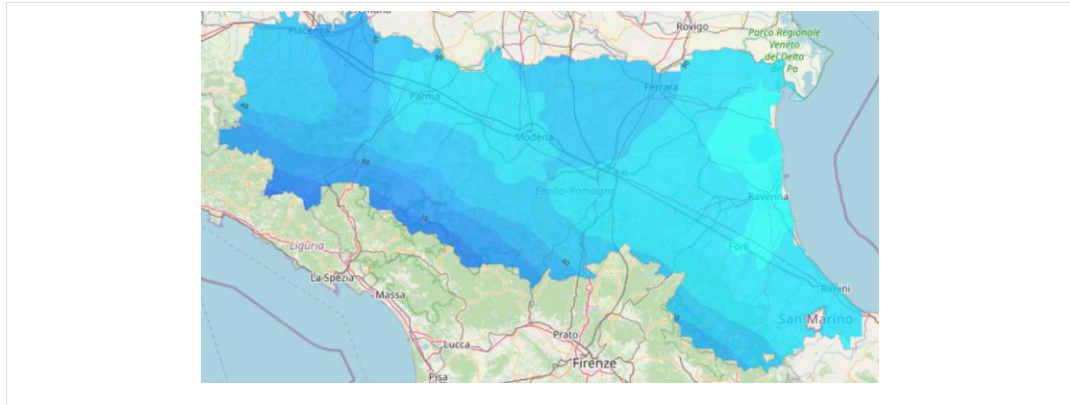 Piacenza
Rovigo
Parco Regionale
Veneto
del Delta
del Po
Parma
Ferrara
Modena
Emilia-Romagna
Ravenna
Forlì
Liguria
La Spezia
Massa
Rimini
San Marino
Prato
Lucca
Firenze
Pisa